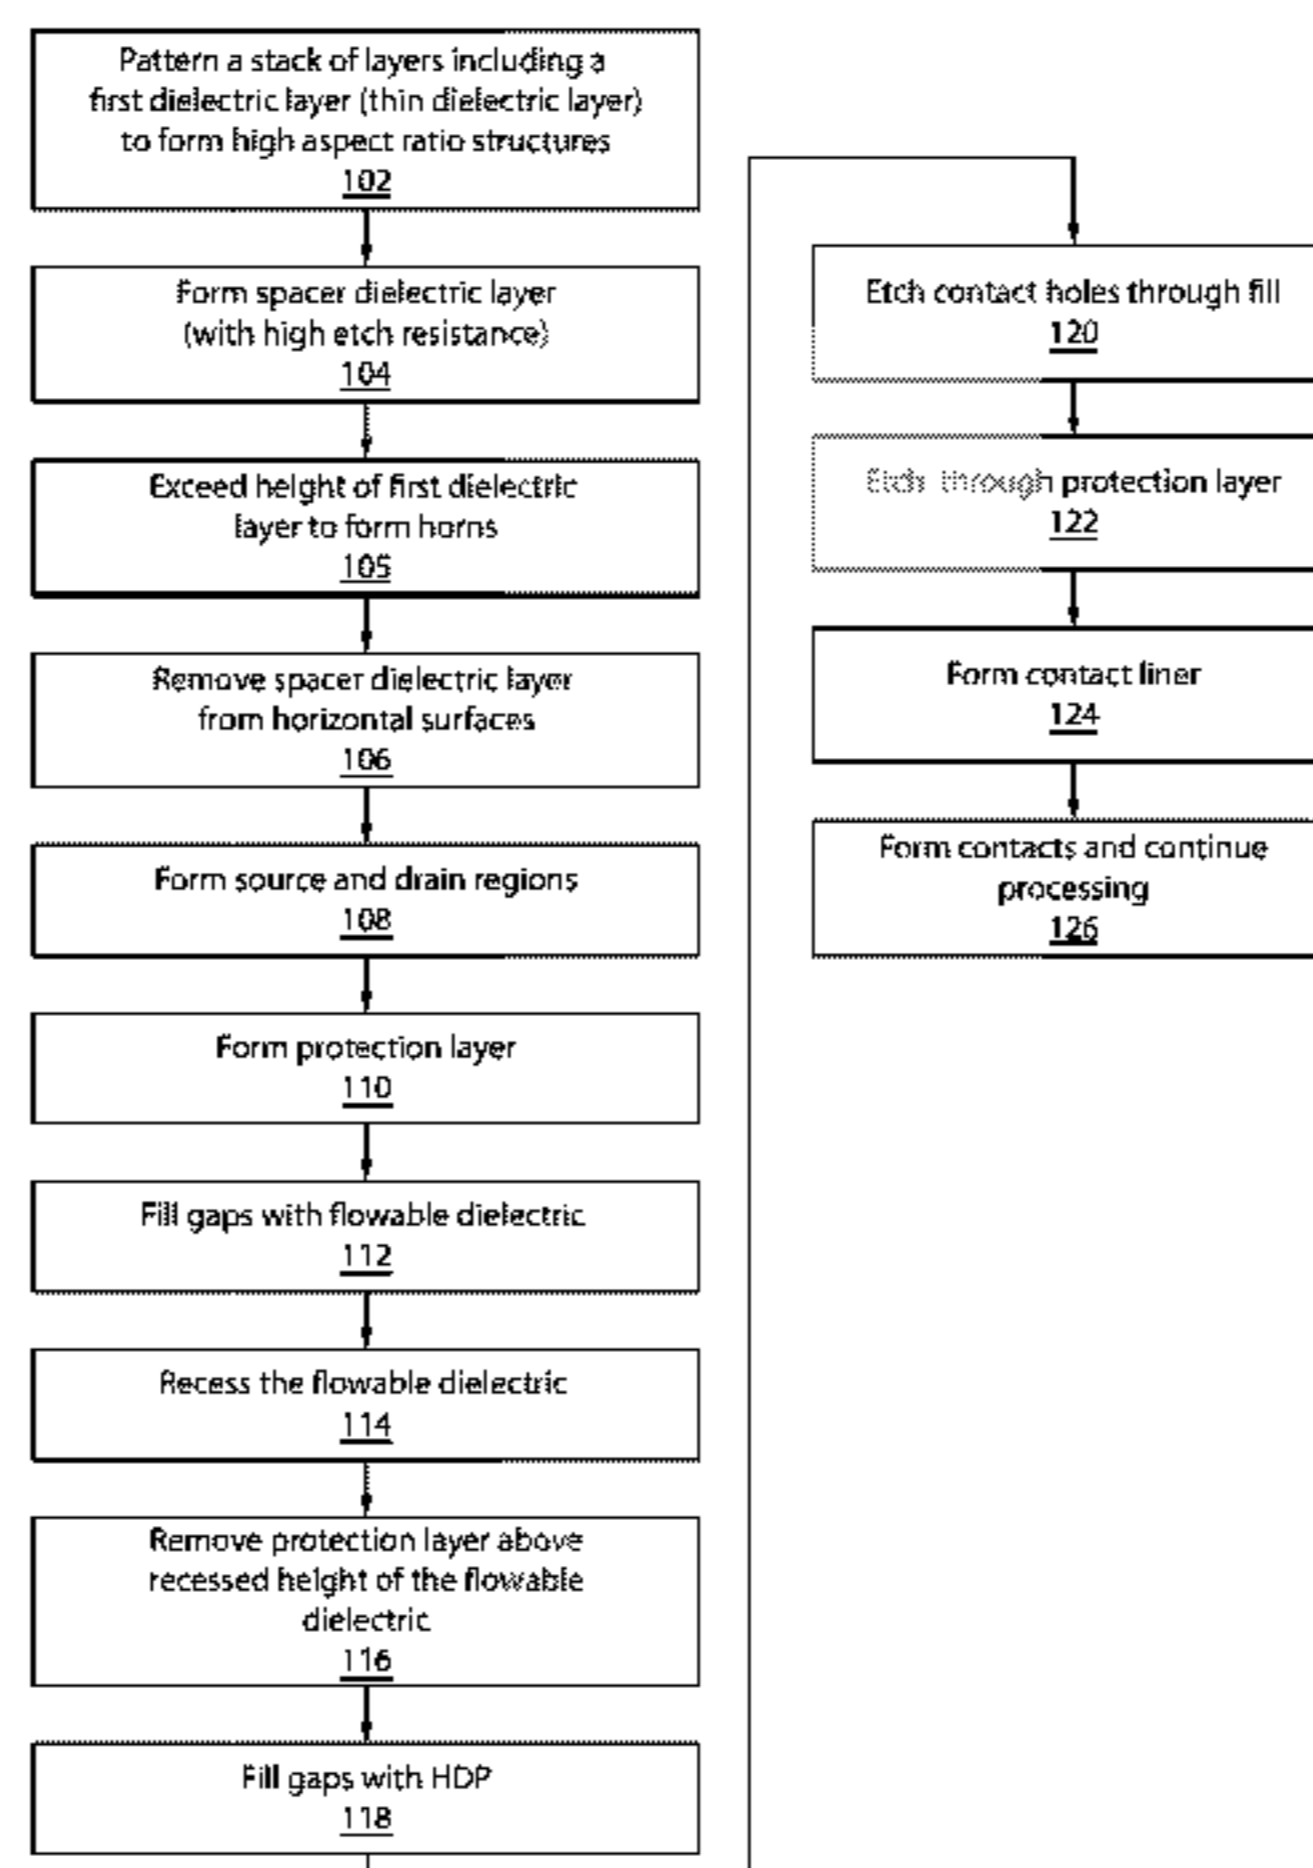 Pattern a stack of layers including a
first dielectric layer (thin dielectric layer)
to form high aspect ratio structures
102
Form spacer dielectric layer
(with high etch resistance)
104
Exceed height of first dielectric
layer to form horns
105
Remove spacer dielectric layer
from horizontal surfaces
106
Form source and drain regions
108
Form protection layer
110
Fill gaps with flowable dielectric
112
Recess the flowable dielectric
114
Remove protection layer above
recessed height of the flowable
dielectric
116
Fill gaps with HDP
118
Etch contact holes through fill
120
Etch through protection layer
122
Form contact liner
124
Form contacts and continue
processing
126